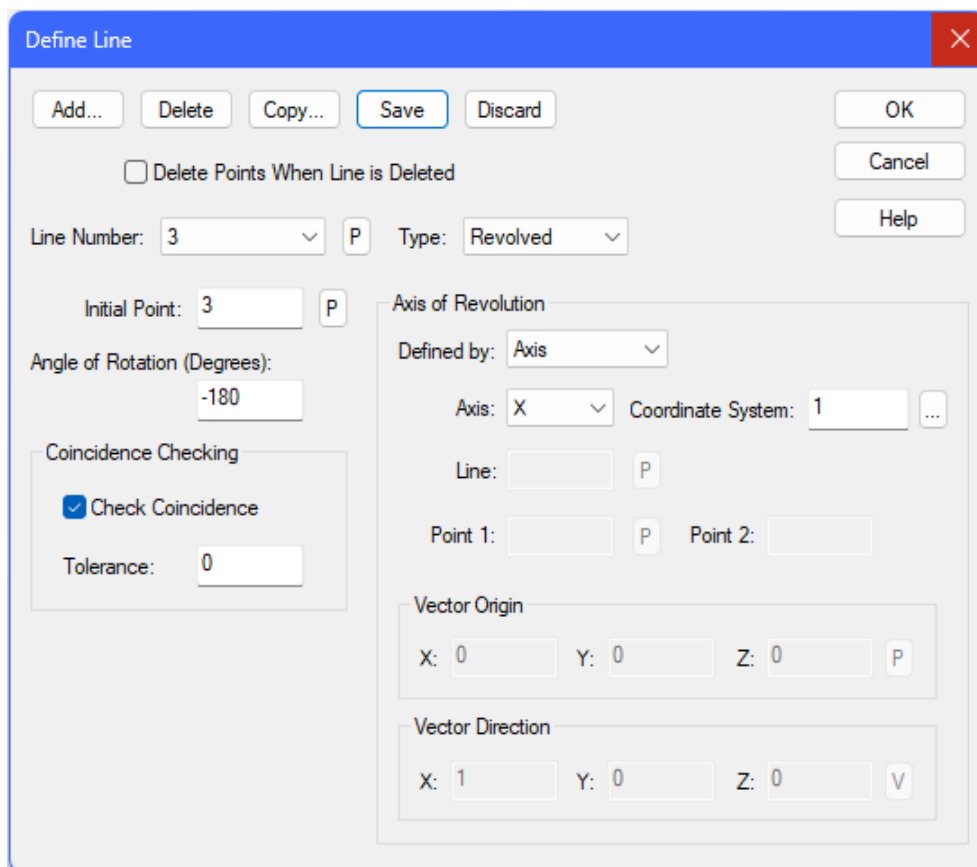 Define Line
Add... Delete Copy... Save Discard OK
Delete Points When Line is Deleted Cancel
Line Number: 3 P Type: Revolved Help
Initial Point: 3 P
Angle of Rotation (Degrees):
-180
Coincidence Checking
Check Coincidence
Tolerance: 0
Axis of Revolution
Defined by: Axis
Axis: X Coordinate System: 1 ...
Line: P
Point 1: P Point 2:
Vector Origin
X: 0 Y: 0 Z: 0 P
Vector Direction
X: 1 Y: 0 Z: 0 V